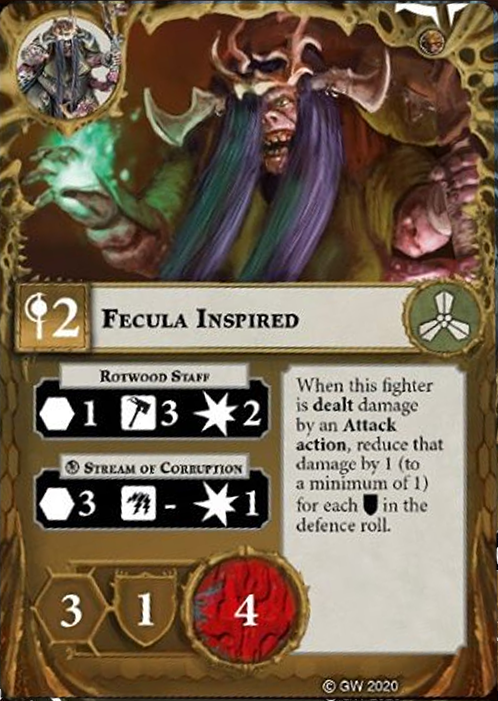 2 FECULA INSPIRED
ROTWOOD STAFF
1 3 2
STREAM OF CORRUPTION
3 - 1
When this fighter
is dealt damage
by an Attack
action, reduce that
damage by 1 (to
a minimum of 1)
for each in the
defence roll.
3 1 4
© GW 2020